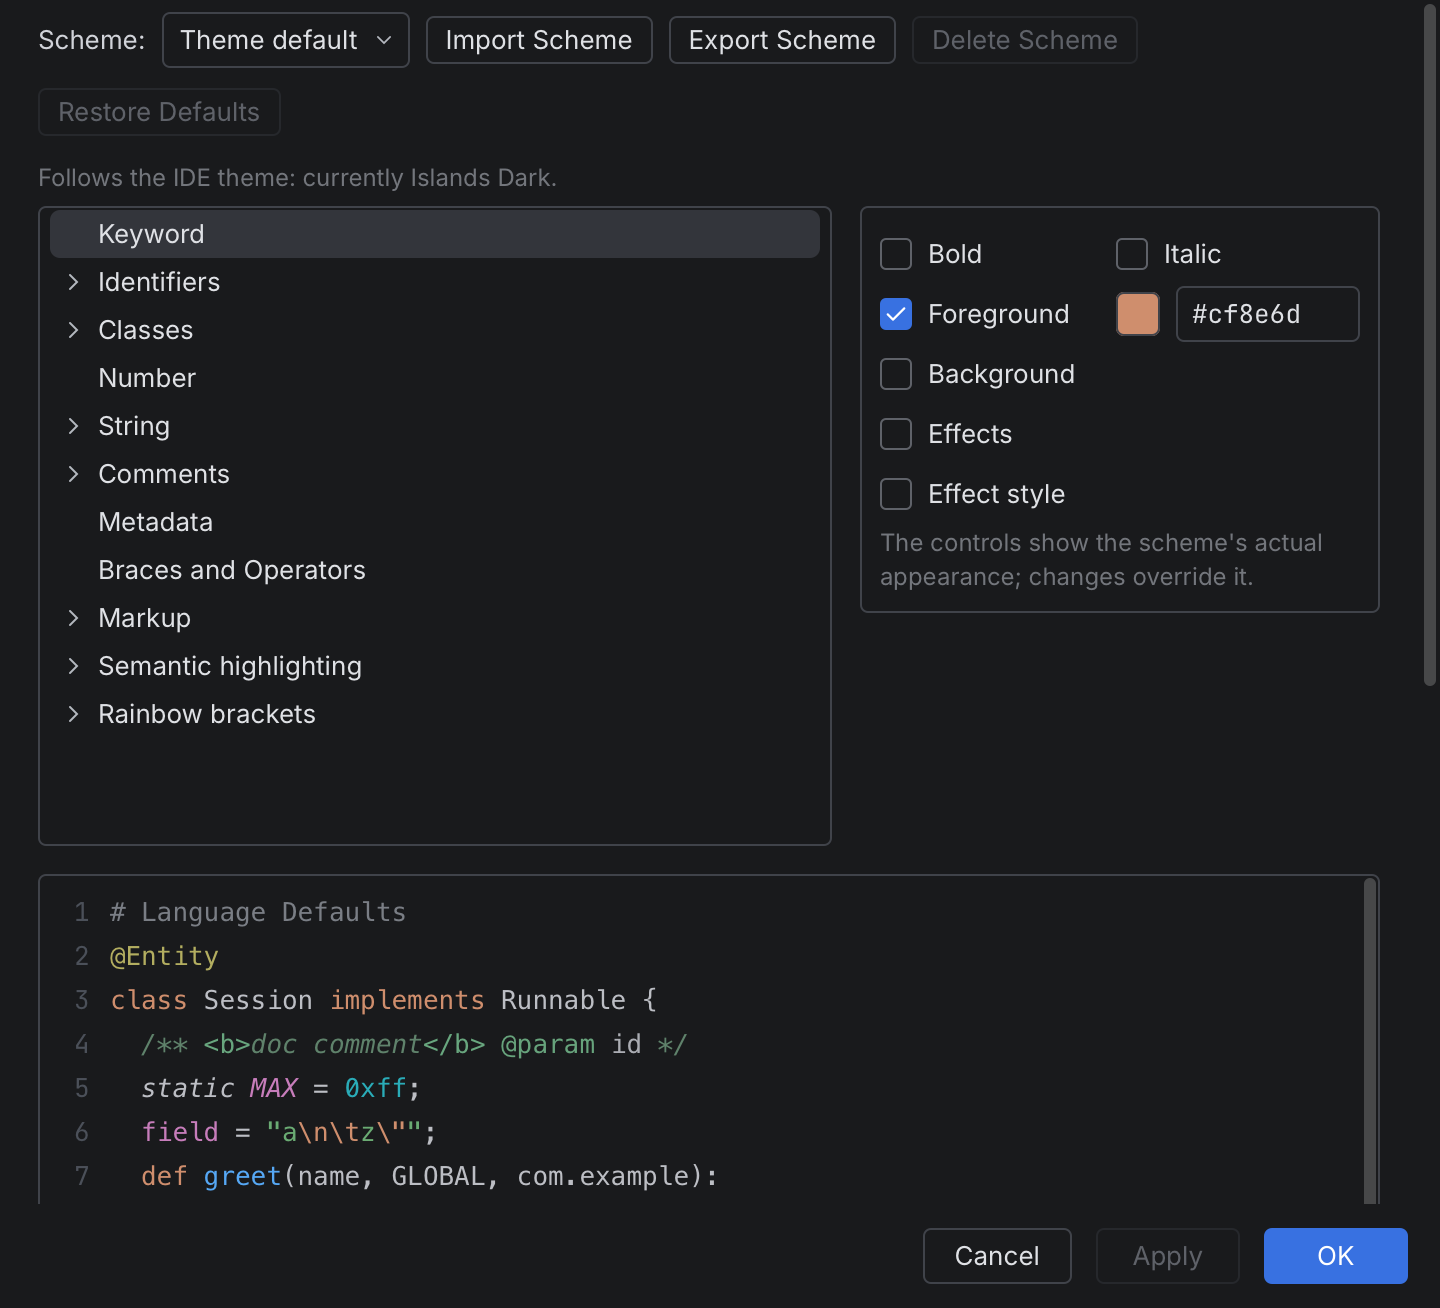 Scheme: Theme default Import Scheme Export Scheme Delete Scheme
Restore Defaults
Follows the IDE theme: currently Islands Dark.
Keyword
Identifiers
Classes
Number
String
Comments
Metadata
Braces and Operators
Markup
Semantic highlighting
Rainbow brackets
Bold Italic
Foreground #cf8e6d
Background
Effects
Effect style
The controls show the scheme's actual
appearance; changes override it.
1 # Language Defaults
2 @Entity
3 class Session implements Runnable {
4   /** <b>doc comment</b> @param id */
5   static MAX = 0xff;
6   field = "a\n\tz\"";
7   def greet(name, GLOBAL, com.example):
Cancel Apply OK